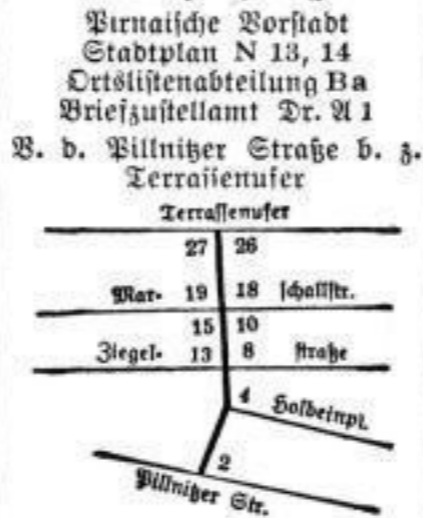 Pirnaische Vorstadt
Stadtplan N 13, 14
Ortslistenabteilung Ba
Briefzustellamt Dr. A 1
V. d. Pillnitzer Straße b. z.
Terrassenufer
Terrassenufer
27 26
Mar- 19 18 schallstr.
15 10
Ziegel- 13 8 straße
4 Holbeinpl.
2
Pillnitzer Str.